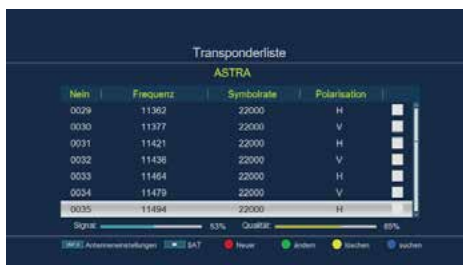 Transponderliste
ASTRA
Nein Frequenz Symbolrate Polarisation
0029 11362 22000 H
0030 11377 22000 V
0031 11421 22000 H
0032 11436 22000 V
0033 11464 22000 H
0034 11479 22000 V
0035 11494 22000 H
Signal: 53% Qualität: 65%
Antenneneinstellungen SAT Neuer ändern löschen suchen